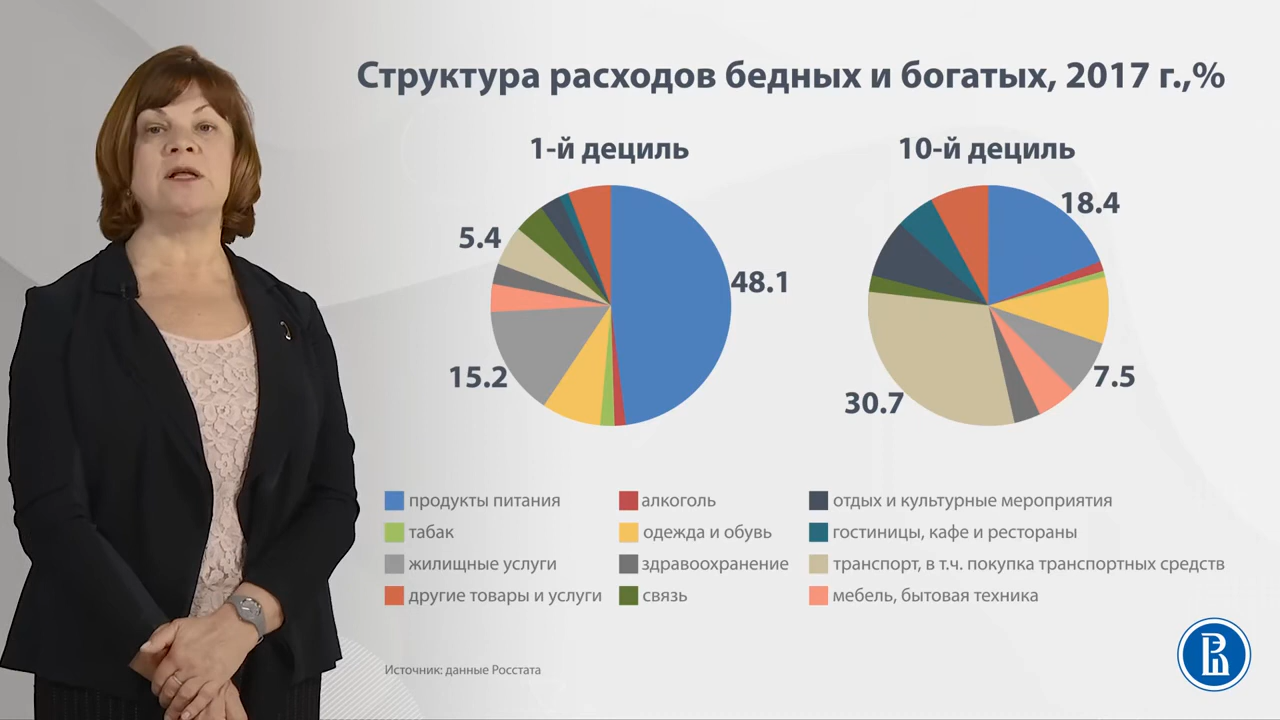 Структура расходов бедных и богатых, 2017 г.,%
1-й дециль
10-й дециль
5.4
48.1
15.2
18.4
7.5
30.7
продукты питания
алкоголь
отдых и культурные мероприятия
табак
одежда и обувь
гостиницы, кафе и рестораны
жилищные услуги
здравоохранение
транспорт, в т.ч. покупка транспортных средств
другие товары и услуги
связь
мебель, бытовая техника
Источник: данные Росстата